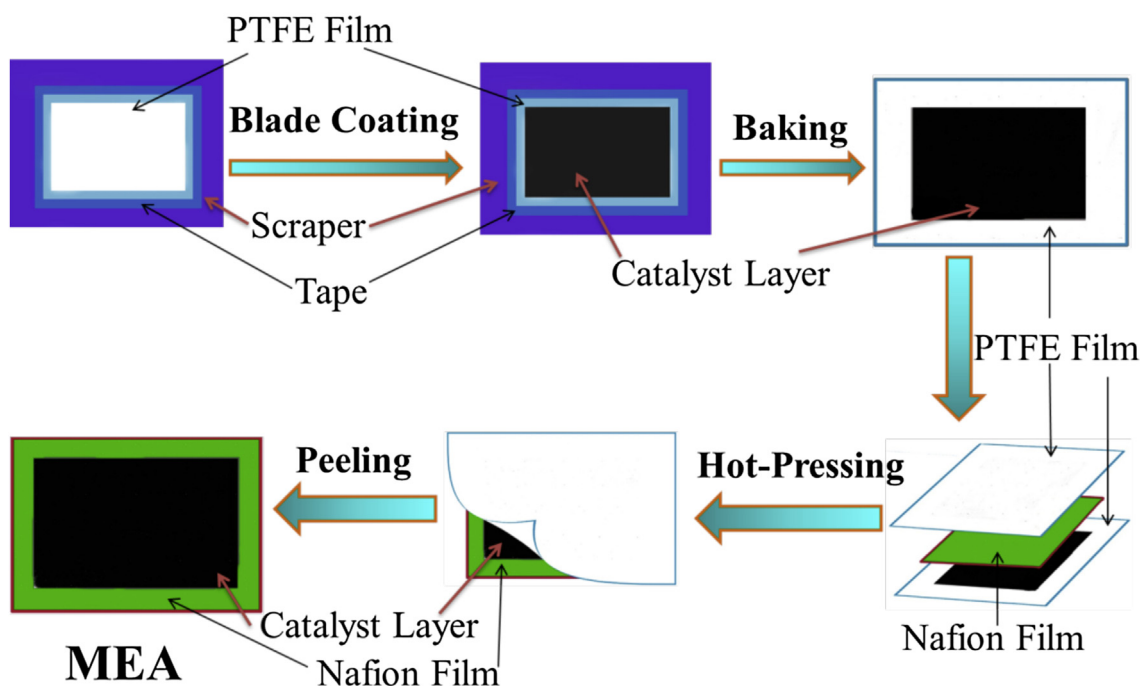 PTFE Film
Blade Coating
Baking
Scraper
Tape
Catalyst Layer
PTFE Film
Peeling
Hot-Pressing
Catalyst Layer
Nafion Film
Nafion Film
MEA